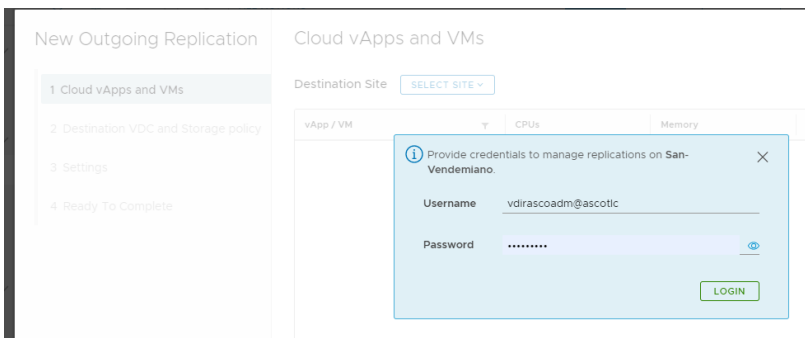 New Outgoing Replication
1 Cloud vApps and VMs
2 Destination VDC and Storage policy
3 Settings
4 Ready To Complete
Cloud vApps and VMs
Destination Site SELECT SITE
vApp / VM CPUs Memory
Provide credentials to manage replications on San-
Vendemiano.
Username vdirascoadm@ascotlc
Password •••••••••
LOGIN